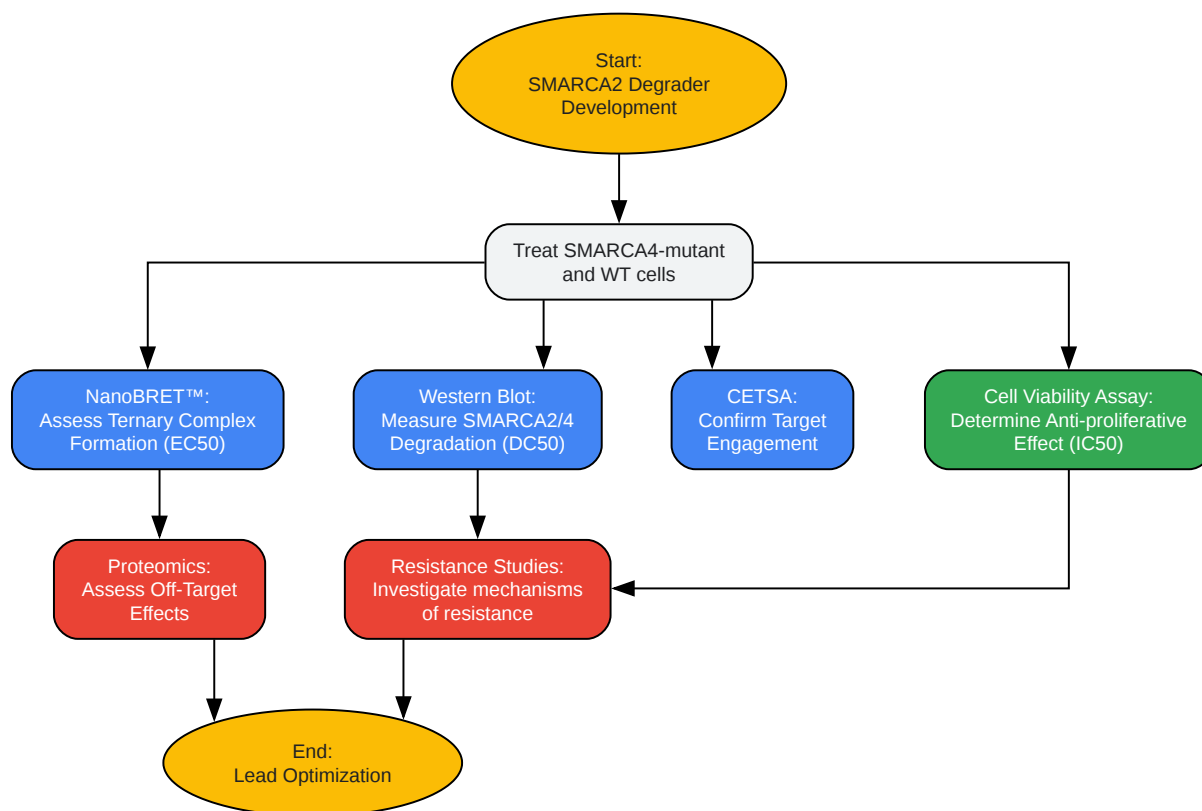 Start:
SMARCA2 Degrader
Development
Treat SMARCA4-mutant
and WT cells
NanoBRET™:
Assess Ternary Complex
Formation (EC50)
Western Blot:
Measure SMARCA2/4
Degradation (DC50)
CETSA:
Confirm Target
Engagement
Cell Viability Assay:
Determine Anti-proliferative
Effect (IC50)
Proteomics:
Assess Off-Target
Effects
Resistance Studies:
Investigate mechanisms
of resistance
End:
Lead Optimization